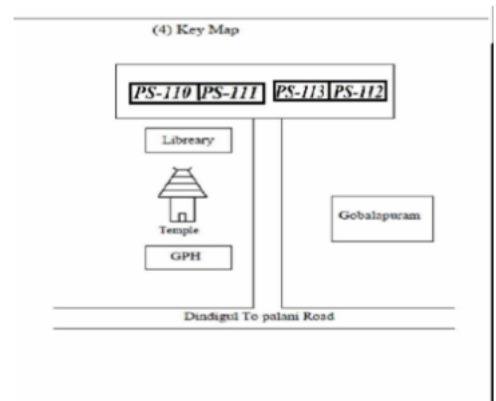 (4) Key Map
PS-110 PS-111 PS-113 PS-112
Libreary
Temple
Gobalapuram
GPH
Dindigul To palani Road